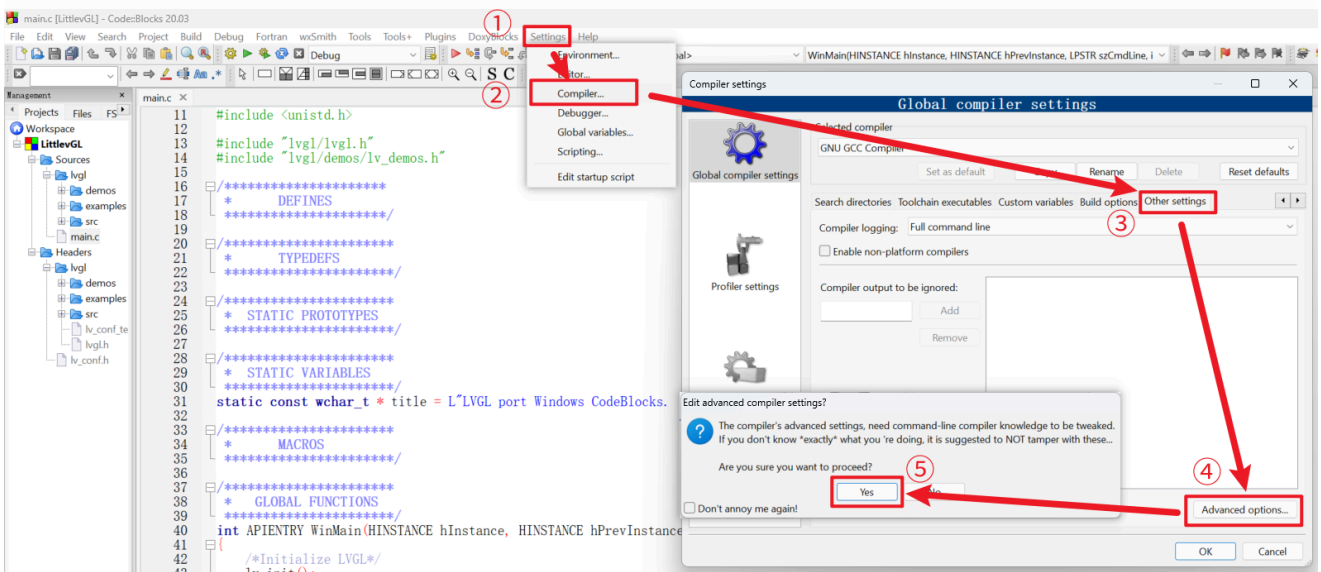 main.c [LittlevGL] - Code::Blocks 20.03
File Edit View Search Project Build Debug Fortran wxSmith Tools Tools+ Plugins DoxyBlocks Settings Help
①
Debug
WinMain(HINSTANCE hInstance, HINSTANCE hPrevInstance, LPSTR szCmdLine, i
S C
Environment...
Editor...
②
Compiler...
Debugger...
Global variables...
Scripting...
Edit startup script
Management
Projects Files FS
Workspace
LittlevGL
Sources
lvgl
demos
examples
src
main.c
Headers
lvgl
demos
examples
src
lv_conf_te
lvgl.h
lv_conf.h
main.c
11 #include <unistd.h>
12
13 #include "lvgl/lvgl.h"
14 #include "lvgl/demos/lv_demos.h"
15
16 /*********************
17 * DEFINES
18 *********************/
19
20 /**********************
21 * TYPEDEFS
22 **********************/
23
24 /**********************
25 * STATIC PROTOTYPES
26 **********************/
27
28 /**********************
29 * STATIC VARIABLES
30 **********************/
31 static const wchar_t * title = L"LVGL port Windows CodeBlocks.
32
33 /**********************
34 * MACROS
35 **********************/
36
37 /**********************
38 * GLOBAL FUNCTIONS
39 **********************/
40 int APIENTRY WinMain(HINSTANCE hInstance, HINSTANCE hPrevInstance
41 {
42 /*Initialize LVGL*/
Compiler settings
Global compiler settings
Selected compiler
GNU GCC Compiler
Set as default
Rename
Delete
Reset defaults
Global compiler settings
Profiler settings
Search directories Toolchain executables Custom variables Build options Other settings
③
Compiler logging: Full command line
Enable non-platform compilers
Compiler output to be ignored:
Add
Remove
④
Advanced options...
OK
Cancel
Edit advanced compiler settings?
The compiler's advanced settings, need command-line compiler knowledge to be tweaked.
If you don't know *exactly* what you 're doing, it is suggested to NOT tamper with these...
Are you sure you want to proceed?
⑤
Yes
No
Don't annoy me again!